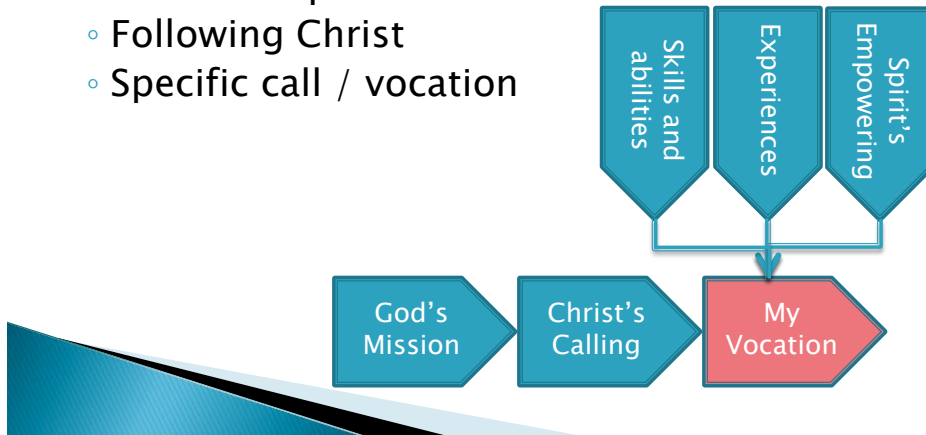 ◦ Following Christ
◦ Specific call / vocation
Skills and
abilities
Experiences
Spirit's
Empowering
God's
Mission
Christ's
Calling
My
Vocation